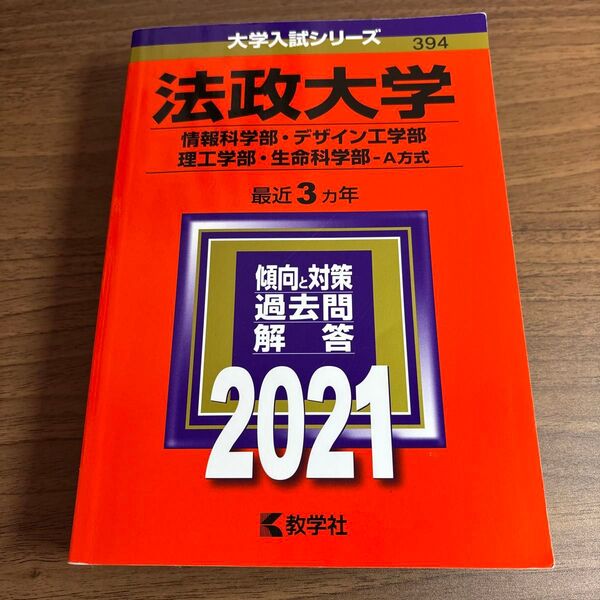 大学入試シリーズ
394
法政大学
情報科学部・デザイン工学部
理工学部・生命科学部-A方式
最近3カ年
傾向と対策
過去問
解答
2021
教学社